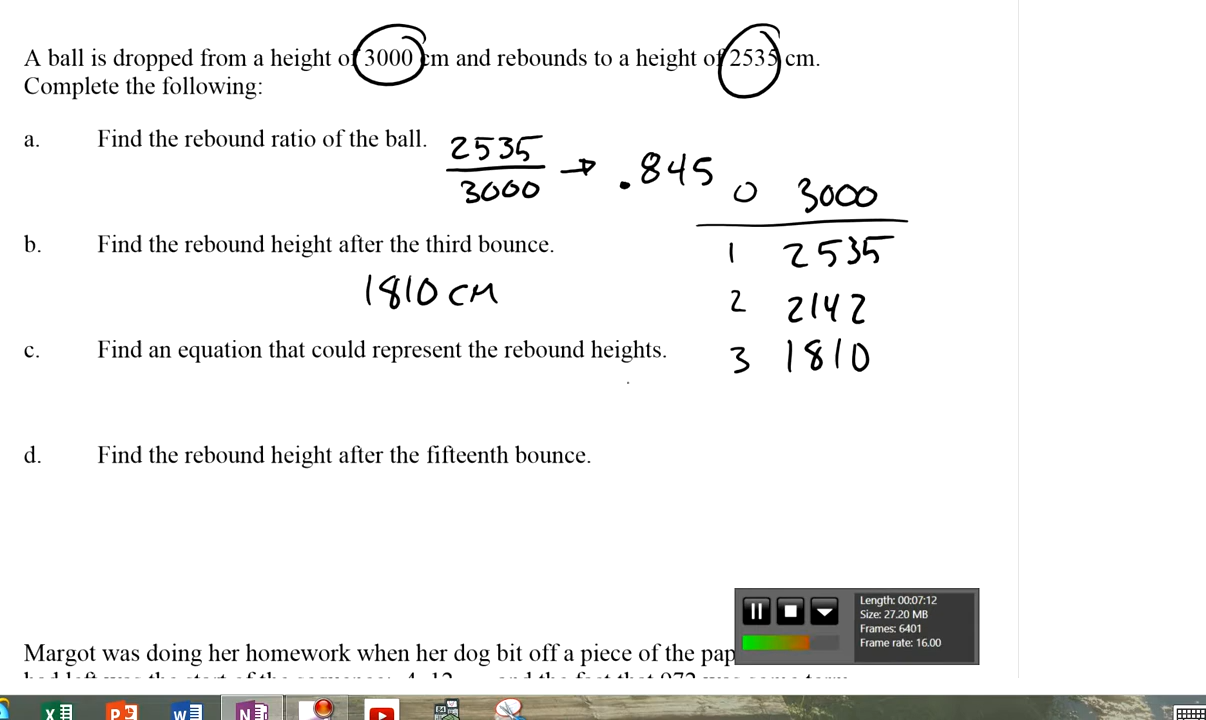 A ball is dropped from a height of 3000 cm and rebounds to a height of 2535 cm.
Complete the following:
a. Find the rebound ratio of the ball. 2535/3000 → .845
0 3000
b. Find the rebound height after the third bounce.
1 2535
1810 CM
2 2142
c. Find an equation that could represent the rebound heights.
3 1810
d. Find the rebound height after the fifteenth bounce.
Length: 00:07:12
Size: 27.20 MB
Frames: 6401
Frame rate: 16.00
Margot was doing her homework when her dog bit off a piece of the pap